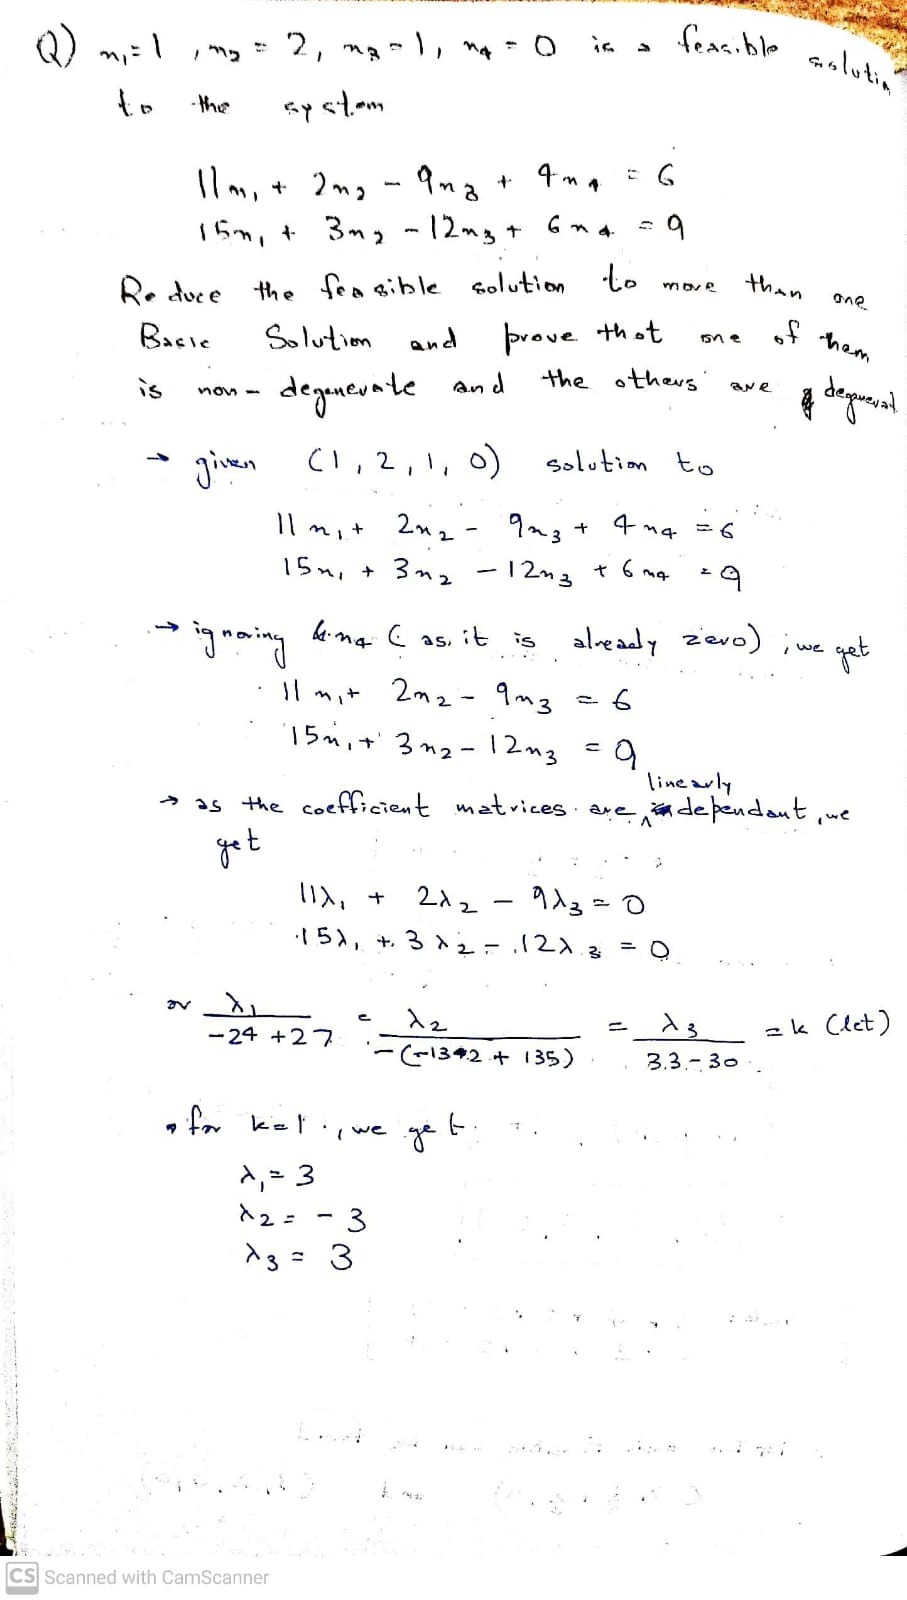 Q) x₁=1, x₂ = 2, x₃=1, x₄ = 0 is a feasible solution
to the system
11x₁ + 2x₂ - 9x₃ + 4x₄ = 6
15x₁ + 3x₂ - 12x₃ + 6x₄ = 9
Reduce the feasible solution to more than one
Basic Solution and prove that one of them
is non-degenerate and the others are degenerat
→ given (1, 2, 1, 0) solution to
11x₁ + 2x₂ - 9x₃ + 4x₄ = 6
15x₁ + 3x₂ - 12x₃ + 6x₄ = 9
→ ignoring x₄ (as it is already zero); we get
11x₁+ 2x₂ - 9x₃ = 6
15x₁+ 3x₂ - 12x₃ = 9
→ as the coefficient matrices are linearly dependant, we
get
11λ₁ + 2λ₂ - 9λ₃ = 0
15λ₁ + 3λ₂ - 12λ₃ = 0
or λ₁/(-24 + 27) = λ₂/(-(-132 + 135)) = λ₃/(33 - 30) = k (let)
for k=1, we get
λ₁ = 3
λ₂ = -3
λ₃ = 3
CS Scanned with CamScanner